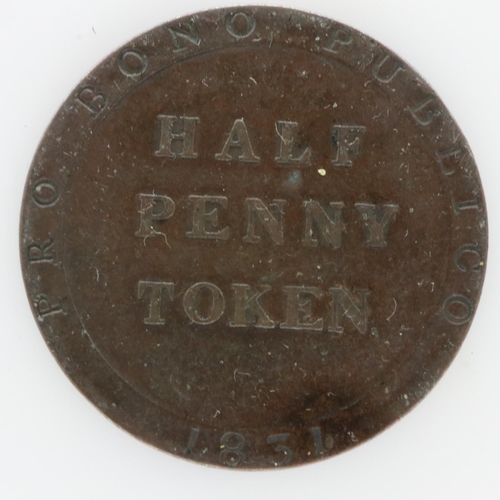 PRO BONO PUBLICO
HALF
PENNY
TOKEN
1831